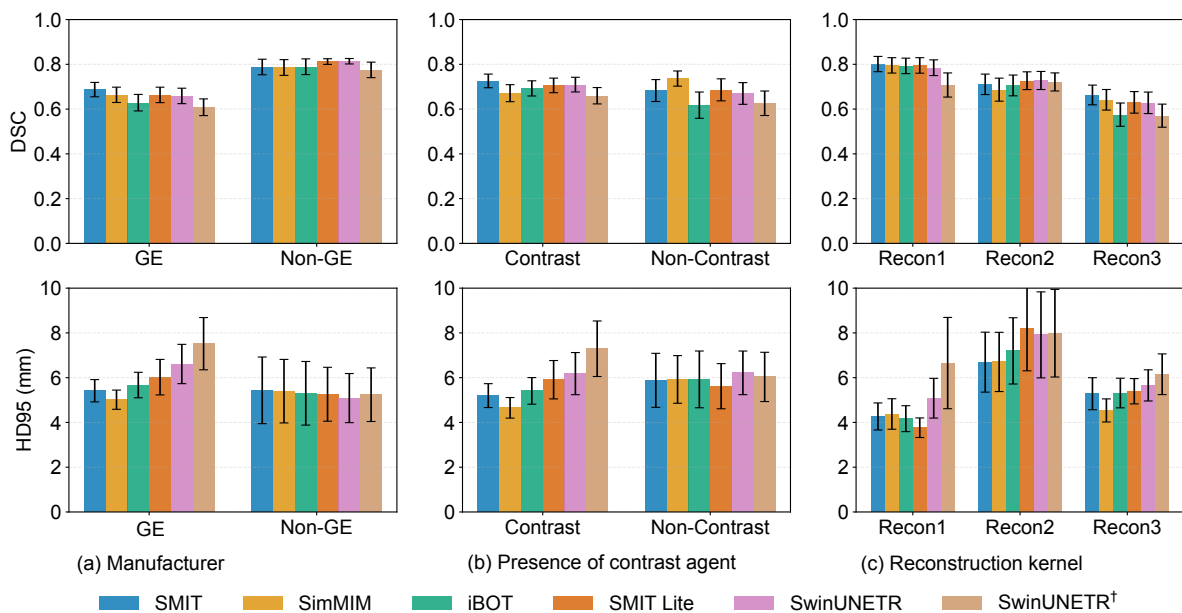 1.0
0.8
0.6
0.4
0.2
0.0
DSC
GE
Non-GE
1.0
0.8
0.6
0.4
0.2
0.0
Contrast
Non-Contrast
1.0
0.8
0.6
0.4
0.2
0.0
Recon1
Recon2
Recon3
10
8
6
4
2
0
HD95 (mm)
GE
Non-GE
10
8
6
4
2
0
Contrast
Non-Contrast
10
8
6
4
2
0
Recon1
Recon2
Recon3
(a) Manufacturer
(b) Presence of contrast agent
(c) Reconstruction kernel
SMIT
SimMIM
iBOT
SMIT Lite
SwinUNETR
SwinUNETR†